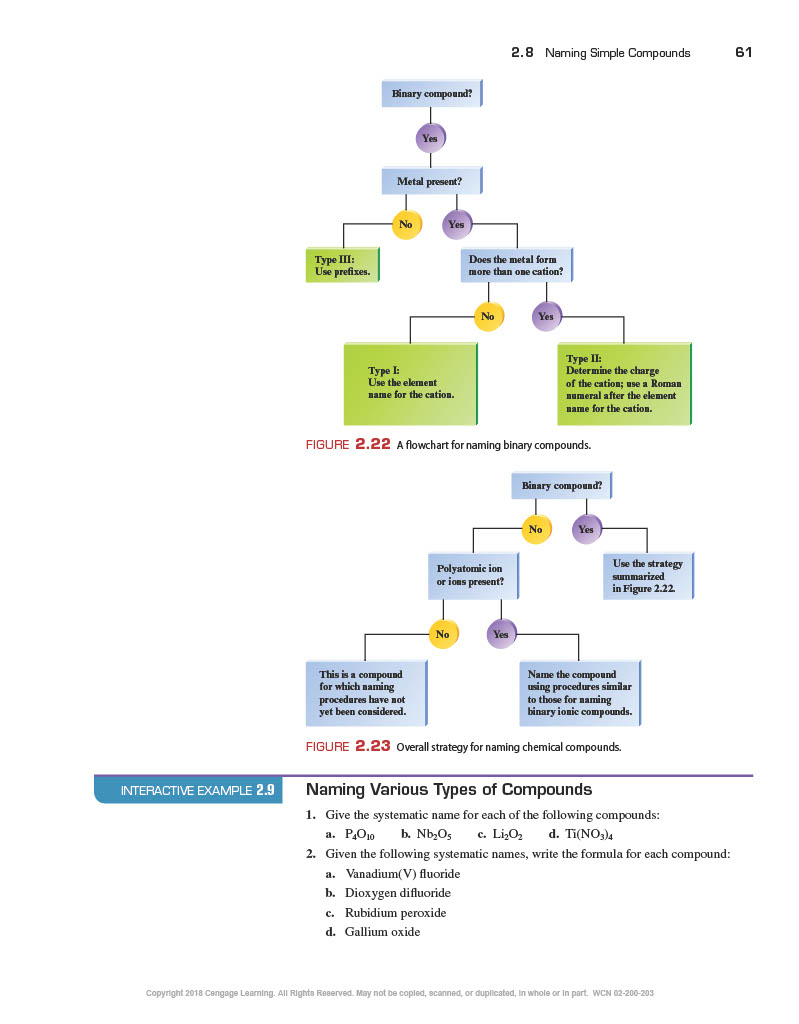 2.8 Naming Simple Compounds 61
Binary compound?
Yes
Metal present?
No Yes
Type III:
Use prefixes.
Does the metal form
more than one cation?
No Yes
Type I:
Use the element
name for the cation.
Type II:
Determine the charge
of the cation; use a Roman
numeral after the element
name for the cation.
FIGURE 2.22 A flowchart for naming binary compounds.
Binary compound?
No Yes
Polyatomic ion
or ions present?
Use the strategy
summarized
in Figure 2.22.
No Yes
This is a compound
for which naming
procedures have not
yet been considered.
Name the compound
using procedures similar
to those for naming
binary ionic compounds.
FIGURE 2.23 Overall strategy for naming chemical compounds.
INTERACTIVE EXAMPLE 2.9 Naming Various Types of Compounds
1. Give the systematic name for each of the following compounds:
a. P₄O₁₀ b. Nb₂O₅ c. Li₂O₂ d. Ti(NO₃)₄
2. Given the following systematic names, write the formula for each compound:
a. Vanadium(V) fluoride
b. Dioxygen difluoride
c. Rubidium peroxide
d. Gallium oxide
Copyright 2018 Cengage Learning. All Rights Reserved. May not be copied, scanned, or duplicated, in whole or in part. WCN 02-200-203